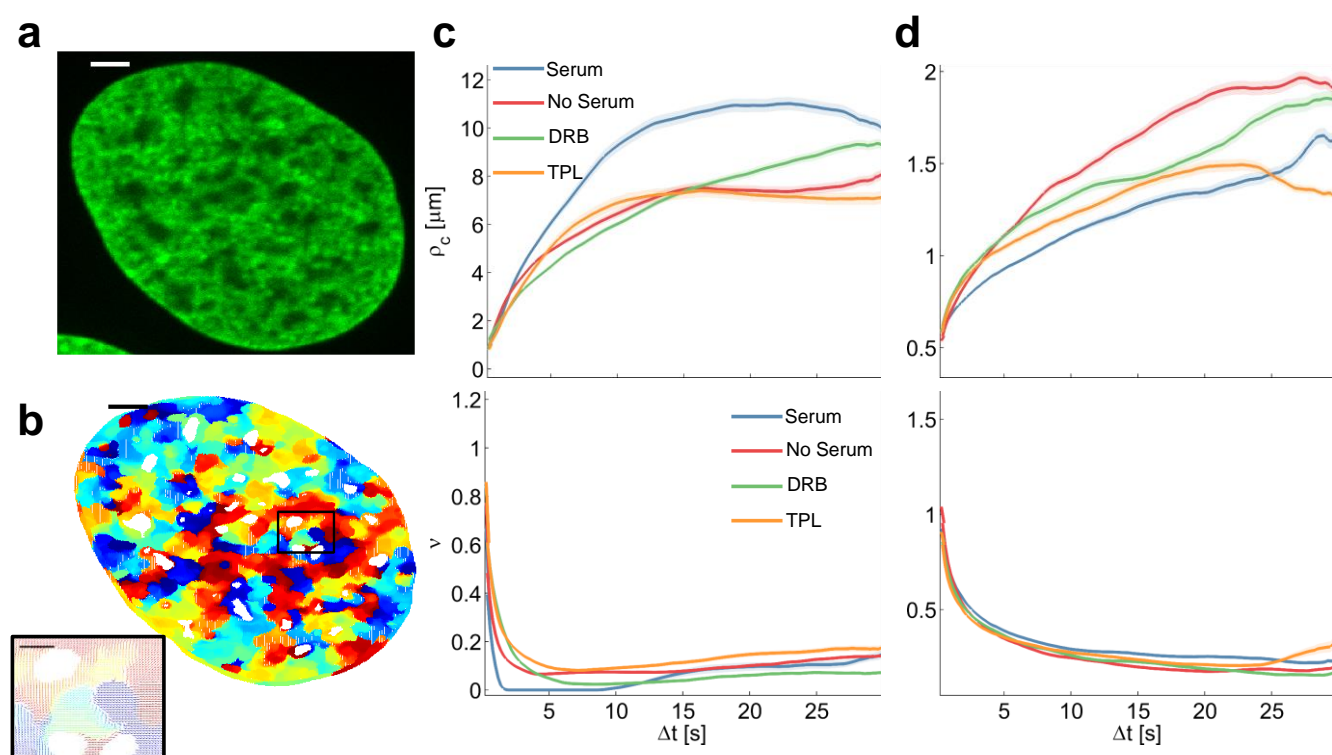 a
b
c
d
12
10
8
6
4
2
0
ρc [μm]
Serum
No Serum
DRB
TPL
2
1.5
1
0.5
1.2
1
0.8
0.6
0.4
0.2
0
ν
Serum
No Serum
DRB
TPL
5 10 15 20 25
Δt [s]
1.5
1
0.5
5 10 15 20 25
Δt [s]